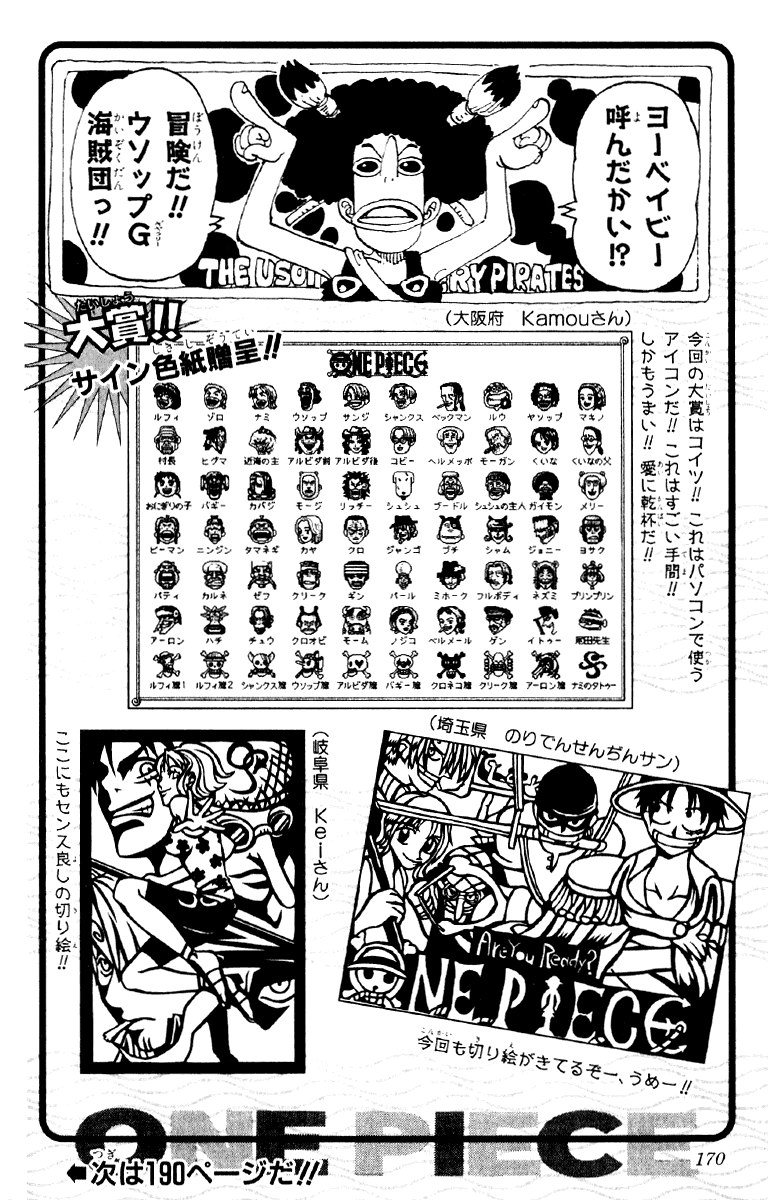 ヨーベイビー
呼んだかい!?
冒険だ!!
ウソップG
海賊団っ!!
THE USO
RY PIRATES
(大阪府 Kamouさん)
大賞!!
サイン色紙贈呈!!
今回の大賞はコイツ!! これはパソコンで使う
アイコンだ!! これはすごい手間!!
しかもうまい!! 愛に乾杯だ!!
ONE PIECE
ルフィ ゾロ ナミ ウソップ サンジ シャンクス ベックマン ルウ ヤソップ マキノ
村長 ヒグマ 近海の主 アルビダ前 アルビダ後 コビー ヘルメッポ モーガン くいな くいなの父
おにぎりの子 バギー カバジ モージ リッチー シュシュ ブードル シュシュの主人 ガイモン メリー
ピーマン ニンジン タマネギ カヤ クロ ジャンゴ ブチ シャム ジョニー ヨサク
パティ カルネ ゼフ クリーク ギン パール ミホーク フルボディ ネズミ プリンプリン
アーロン ハチ チュウ クロオビ モーム ノジコ ベルメール ゲン イトゥー 尾田先生
ルフィ旗1 ルフィ旗2 シャンクス旗 ウソップ旗 アルビダ旗 バギー旗 クロネコ旗 クリーク旗 アーロン旗 ナミのタトゥー
(埼玉県 のりでんせんぢんサン)
Are You Ready?
ONE PIECE
今回も切り絵がきてるぞー、うめー!!
(岐阜県 Keiさん)
ここにもセンス良しの切り絵!!
ONE PIECE
次は190ページだ!!
170